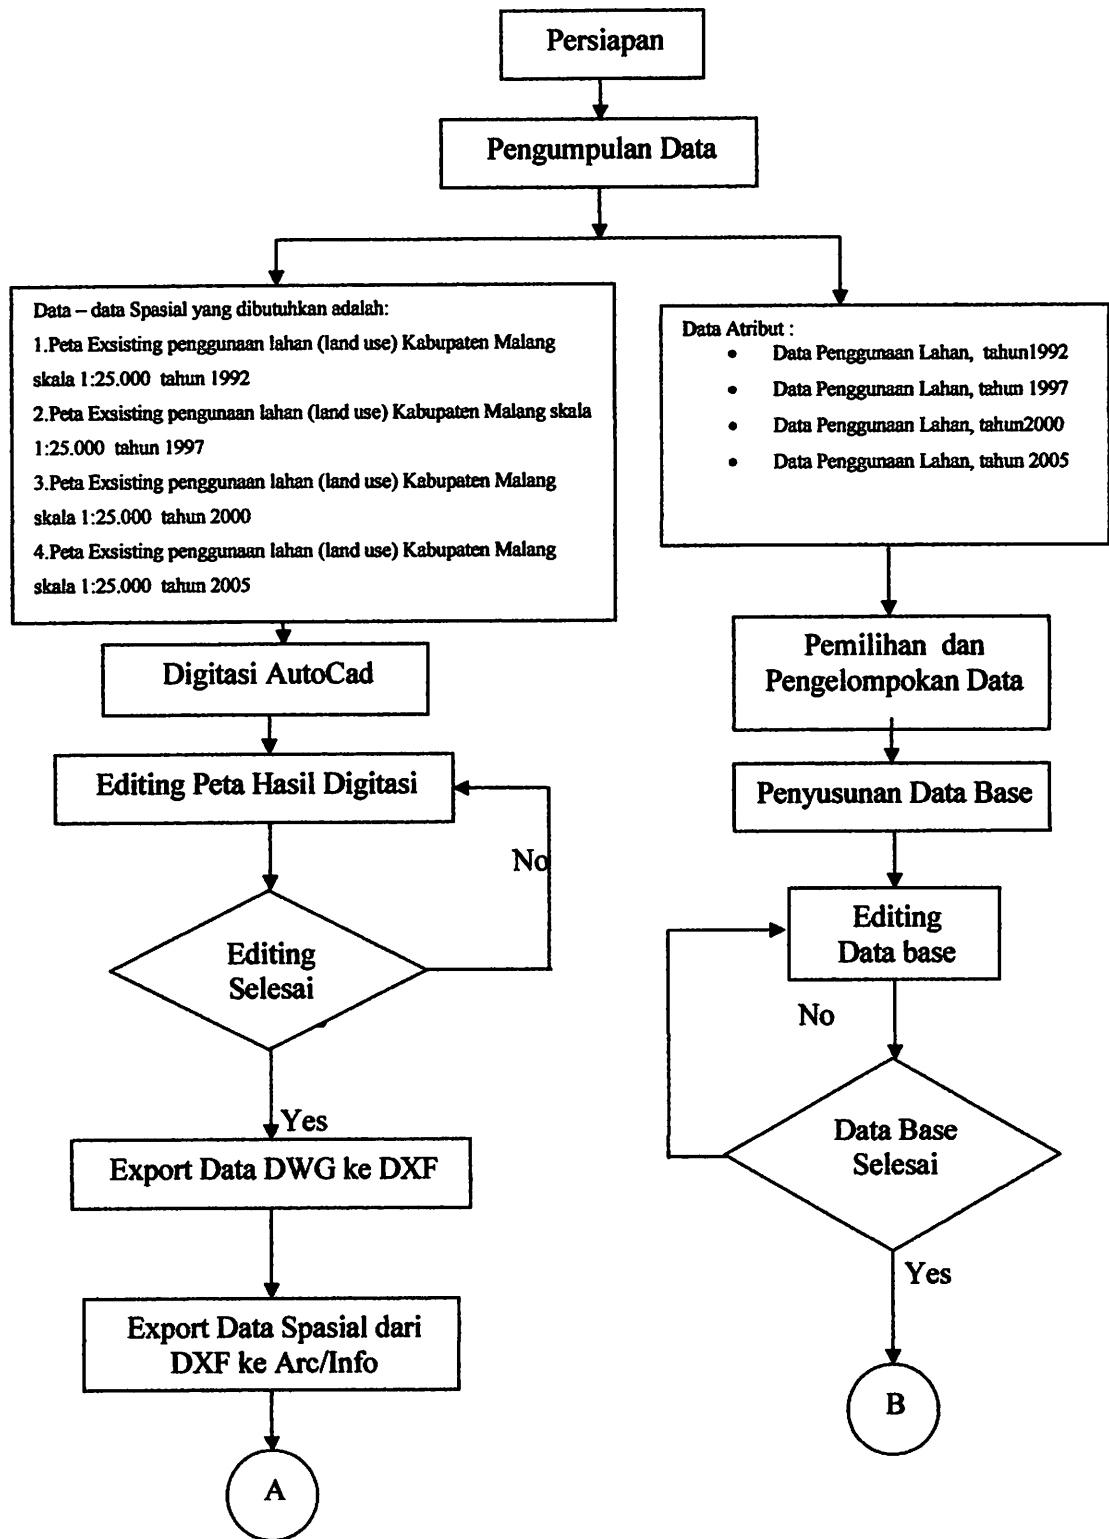 Persiapan
Pengumpulan Data
Data – data Spasial yang dibutuhkan adalah:
1.Peta Exsisting penggunaan lahan (land use) Kabupaten Malang
skala 1:25.000 tahun 1992
2.Peta Exsisting pengunaan lahan (land use) Kabupaten Malang skala
1:25.000 tahun 1997
3.Peta Exsisting penggunaan lahan (land use) Kabupaten Malang
skala 1:25.000 tahun 2000
4.Peta Exsisting penggunaan lahan (land use) Kabupaten Malang
skala 1:25.000 tahun 2005
Digitasi AutoCad
Editing Peta Hasil Digitasi
No
Editing
Selesai
Yes
Export Data DWG ke DXF
Export Data Spasial dari
DXF ke Arc/Info
A
Data Atribut :
• Data Penggunaan Lahan, tahun1992
• Data Penggunaan Lahan, tahun 1997
• Data Penggunaan Lahan, tahun2000
• Data Penggunaan Lahan, tahun 2005
Pemilihan dan
Pengelompokan Data
Penyusunan Data Base
Editing
Data base
No
Data Base
Selesai
Yes
B